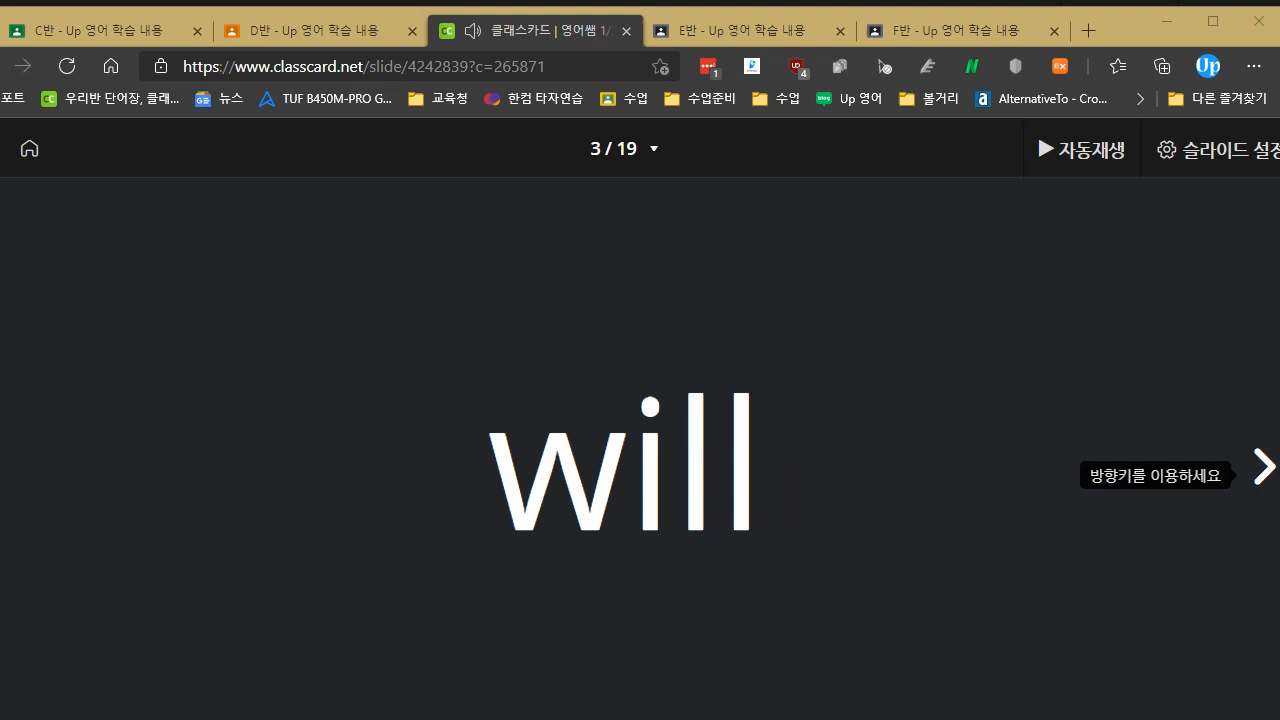 C반 - Up 영어 학습 내용
D반 - Up 영어 학습 내용
클래스카드 | 영어쌤 1/
E반 - Up 영어 학습 내용
F반 - Up 영어 학습 내용
https://www.classcard.net/slide/4242839?c=265871
1
4
Up
포트
CC 우리반 단어장, 클래...
GE 뉴스
TUF B450M-PRO G...
교육청
한컴 타자연습
수업
수업준비
수업
blog Up 영어
볼거리
a AlternativeTo - Cro...
다른 즐겨찾기
3 / 19
자동재생
슬라이드 설정
will
방향키를 이용하세요